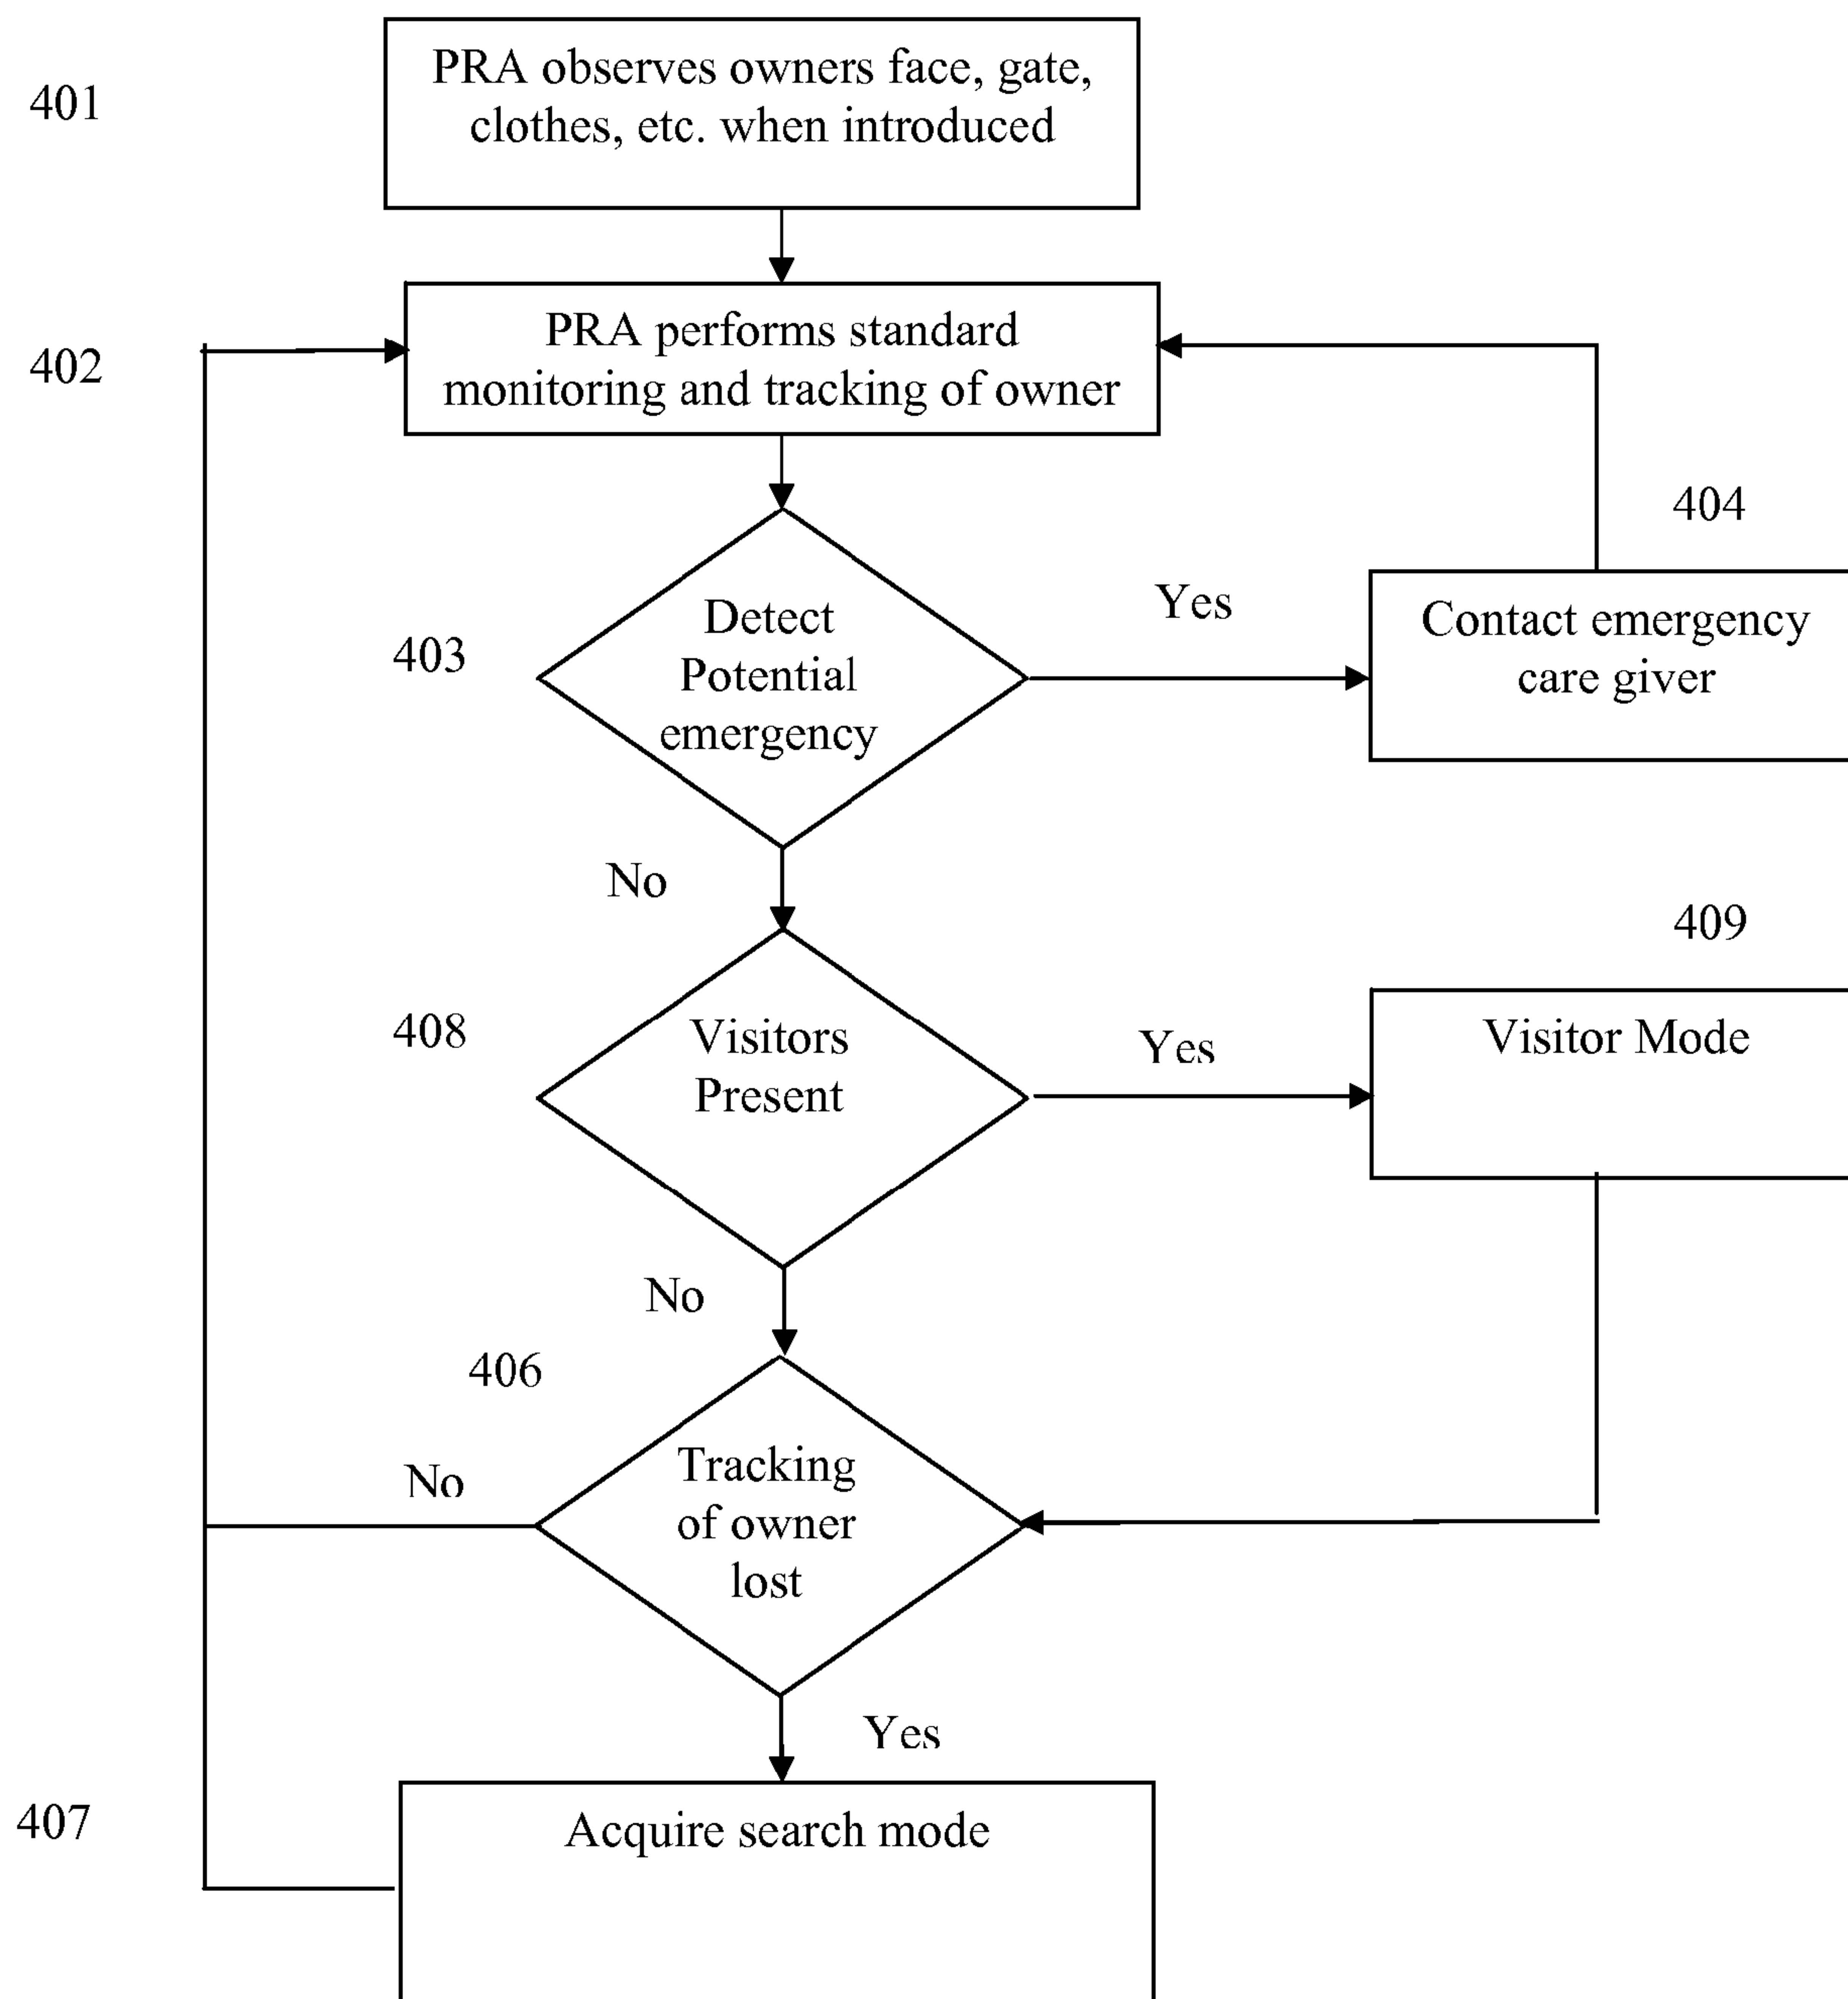 401
PRA observes owners face, gate,
clothes, etc. when introduced
402
PRA performs standard
monitoring and tracking of owner
403
Detect
Potential
emergency
Yes
404
Contact emergency
care giver
No
408
Visitors
Present
Yes
409
Visitor Mode
No
406
Tracking
of owner
lost
No
Yes
407
Acquire search mode